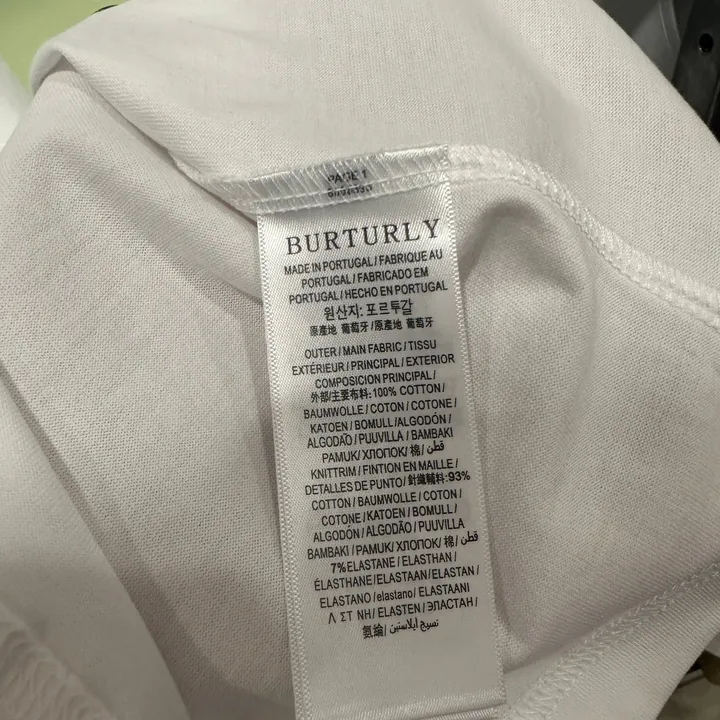 PAGE 1
BURTURLY
MADE IN PORTUGAL / FABRIQUE AU
PORTUGAL / FABRICADO EM
PORTUGAL / HECHO EN PORTUGAL
원산지: 포르투갈
原產地 葡萄牙 / 原產地 葡萄牙
OUTER / MAIN FABRIC / TISSU
EXTÉRIEUR / PRINCIPAL / EXTERIOR
COMPOSICION PRINCIPAL /
外部/主要布料: 100% COTTON /
BAUMWOLLE / COTON / COTONE /
KATOEN / BOMULL /ALGODÓN /
ALGODÃO / PUUVILLA / BAMBAKI
PAMUK/ ХЛОПОК/ 棉/ قطن
KNITTRIM / FINTION EN MAILLE /
DETALLES DE PUNTO / 針織輔料: 93%
COTTON / BAUMWOLLE / COTON /
COTONE / KATOEN / BOMULL /
ALGODÓN / ALGODÃO / PUUVILLA
BAMBAKI / PAMUK/ ХЛОПОК/ 棉/ قطن
7% ELASTANE / ELASTHAN /
ÉLASTHANE / ELASTAAN / ELASTAN /
ELASTANO / elastano / ELASTAANI
Λ ΣΤ ΝΗ / ELASTEN / ЭЛАСТАН /
氨綸/ نسيج ايلاستين /